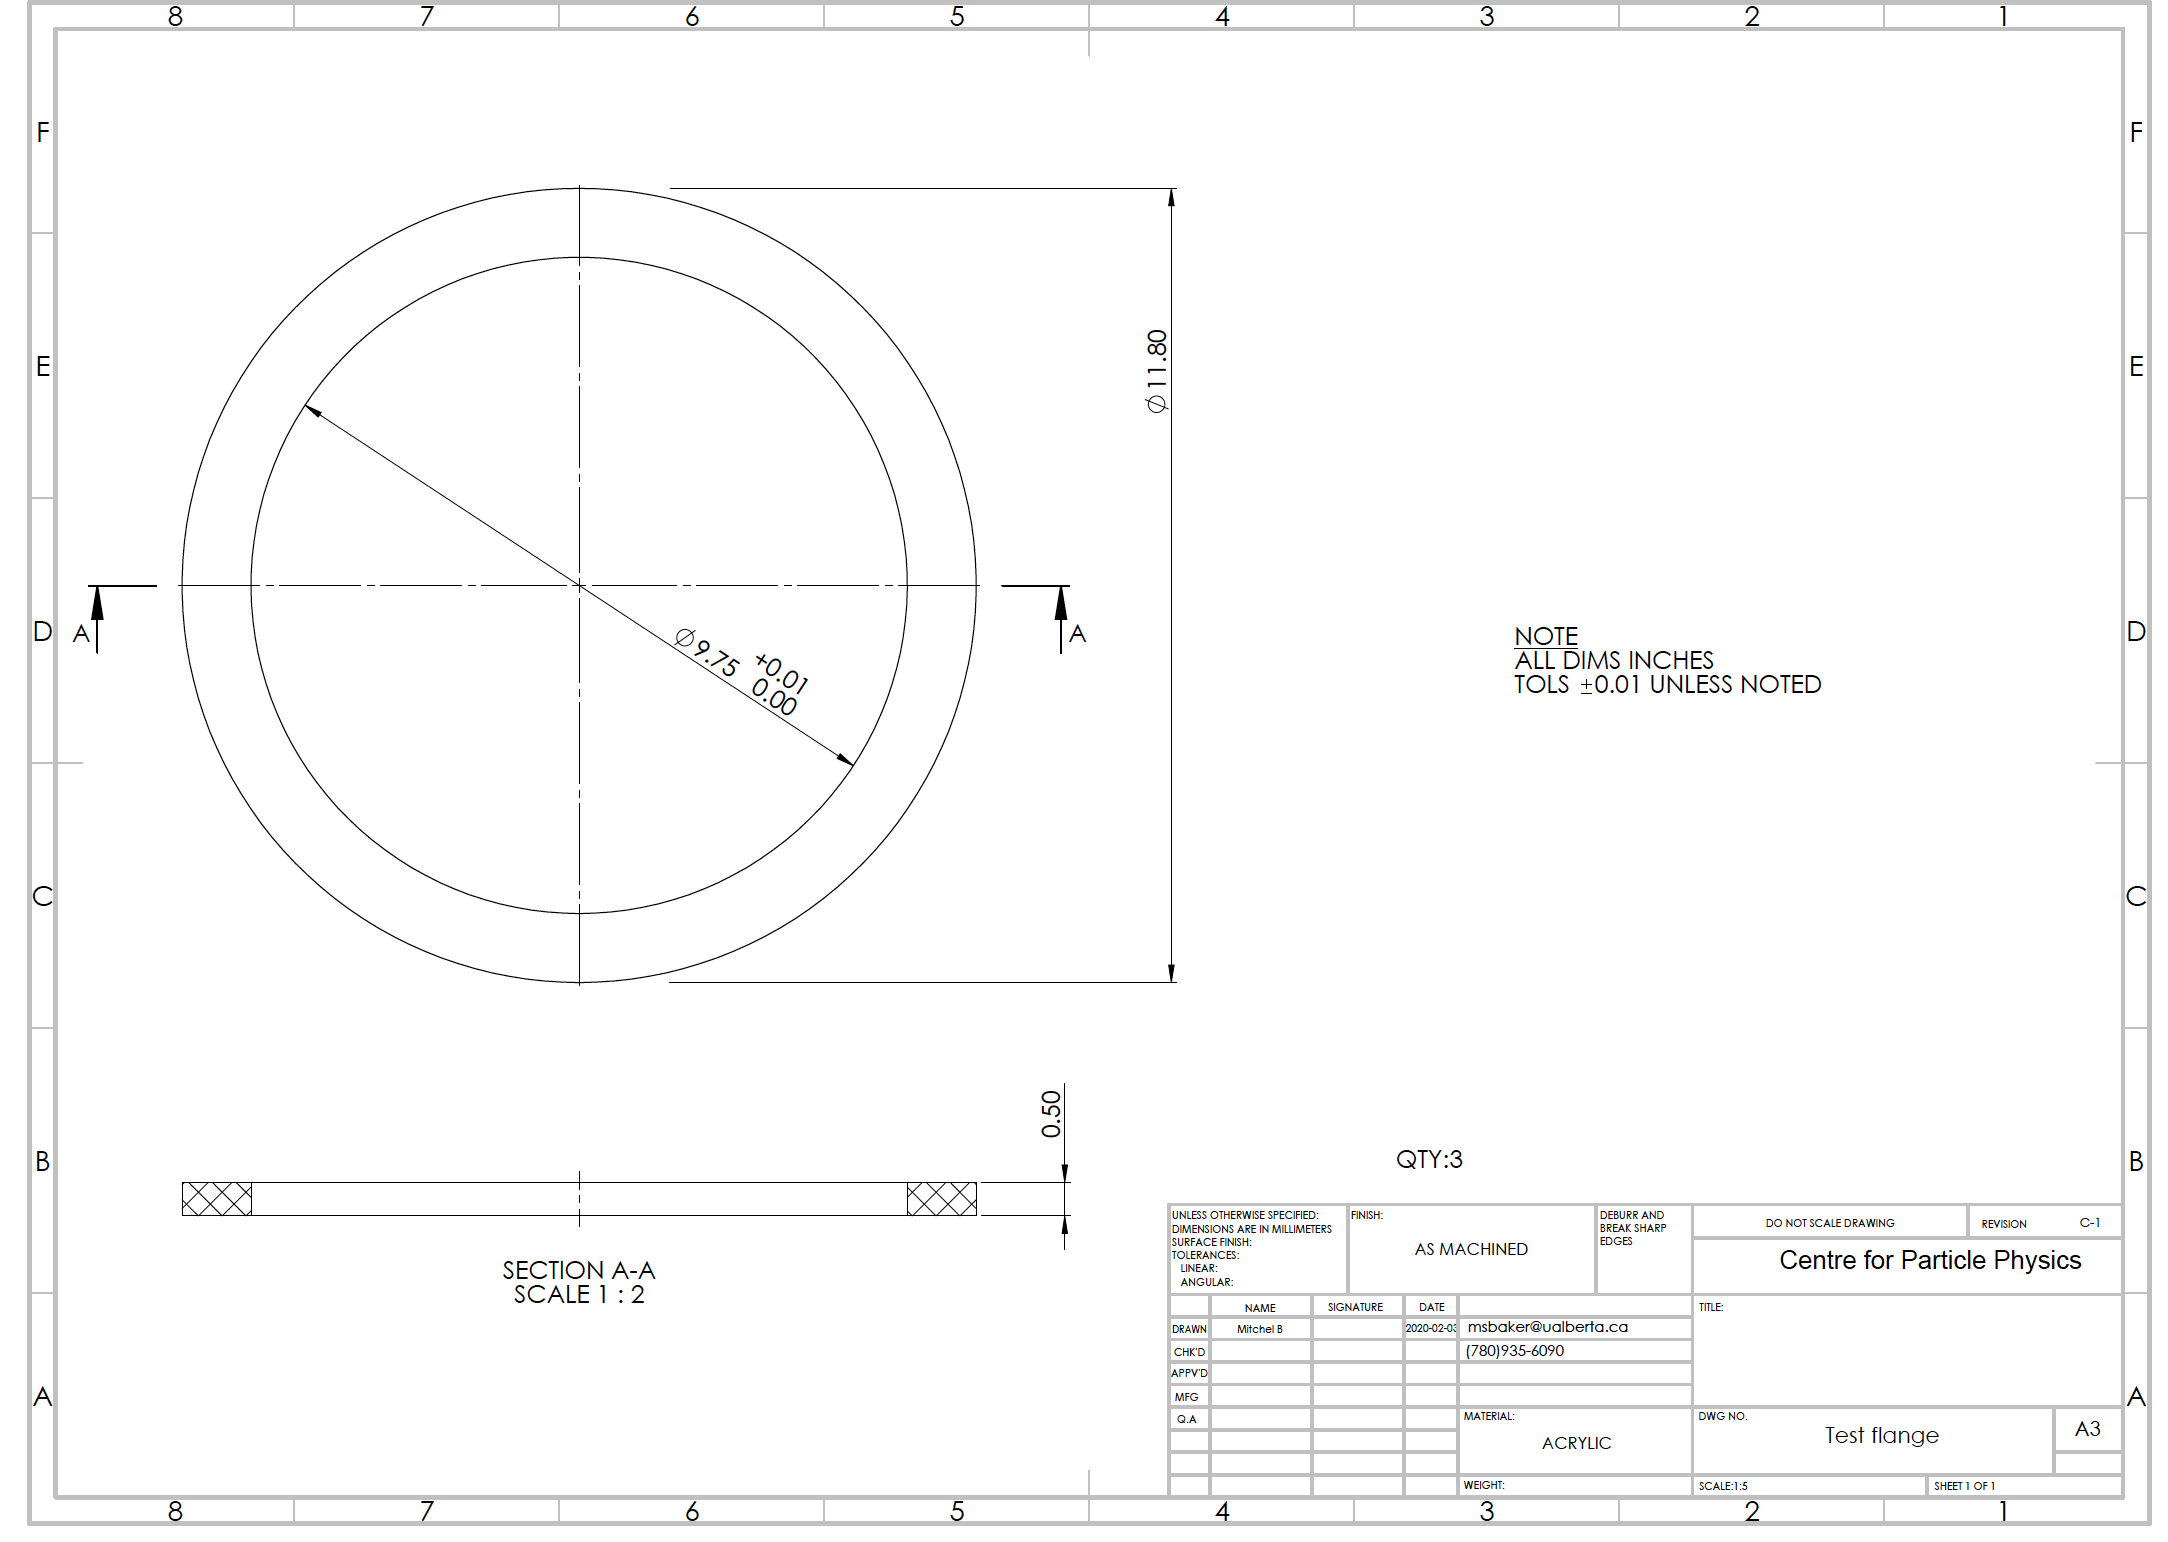 8 7 6 5 4 3 2 1
F F
E E
⌀11.80
D A A D
⌀9.75 +0.01
0.00
NOTE
ALL DIMS INCHES
TOLS ±0.01 UNLESS NOTED
C C
0.50
B B
QTY:3
SECTION A-A
SCALE 1 : 2
UNLESS OTHERWISE SPECIFIED:
DIMENSIONS ARE IN MILLIMETERS
SURFACE FINISH:
TOLERANCES:
LINEAR:
ANGULAR:
FINISH:
AS MACHINED
DEBURR AND
BREAK SHARP
EDGES
DO NOT SCALE DRAWING
REVISION C-1
Centre for Particle Physics
NAME SIGNATURE DATE
DRAWN Mitchel B 2020-02-03 msbaker@ualberta.ca
CHK'D (780)935-6090
APPV'D
MFG
Q.A
TITLE:
MATERIAL:
ACRYLIC
DWG NO.
Test flange
A3
WEIGHT:
SCALE:1:5
SHEET 1 OF 1
A A
8 7 6 5 4 3 2 1